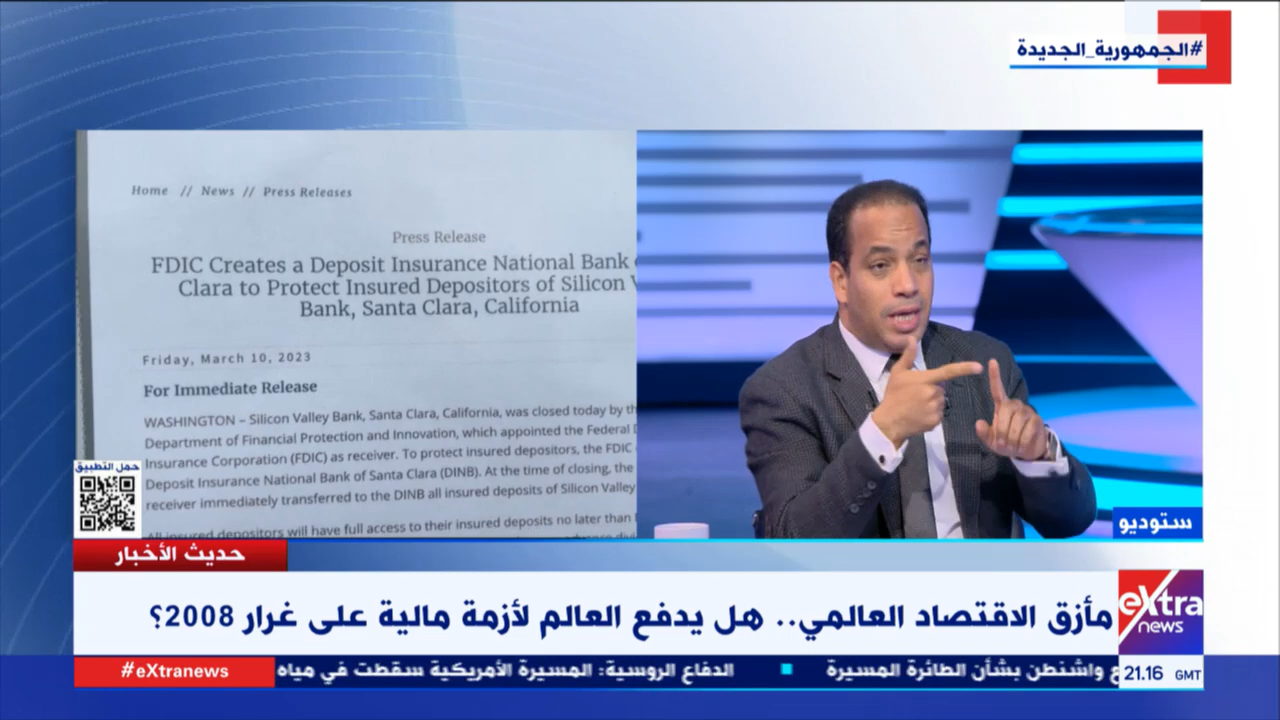 #الجمهورية_الجديدة
Home // News // Press Releases
Press Release
FDIC Creates a Deposit Insurance National Bank
Clara to Protect Insured Depositors of Silicon
Bank, Santa Clara, California
Friday, March 10, 2023
For Immediate Release
WASHINGTON – Silicon Valley Bank, Santa Clara, California, was closed today by
Department of Financial Protection and Innovation, which appointed the Federal
Insurance Corporation (FDIC) as receiver. To protect insured depositors, the FDIC
Deposit Insurance National Bank of Santa Clara (DINB). At the time of closing, the
receiver immediately transferred to the DINB all insured deposits of Silicon Valley
All insured depositors will have full access to their insured deposits no later than
حمل التطبيق
ستوديو
حديث الأخبار
مأزق الاقتصاد العالمي.. هل يدفع العالم لأزمة مالية على غرار 2008؟
eXtra
news
#eXtranews
واشنطن بشأن الطائرة المسيرة ■ الدفاع الروسية: المسيرة الأمريكية سقطت في مياه
21.16 GMT